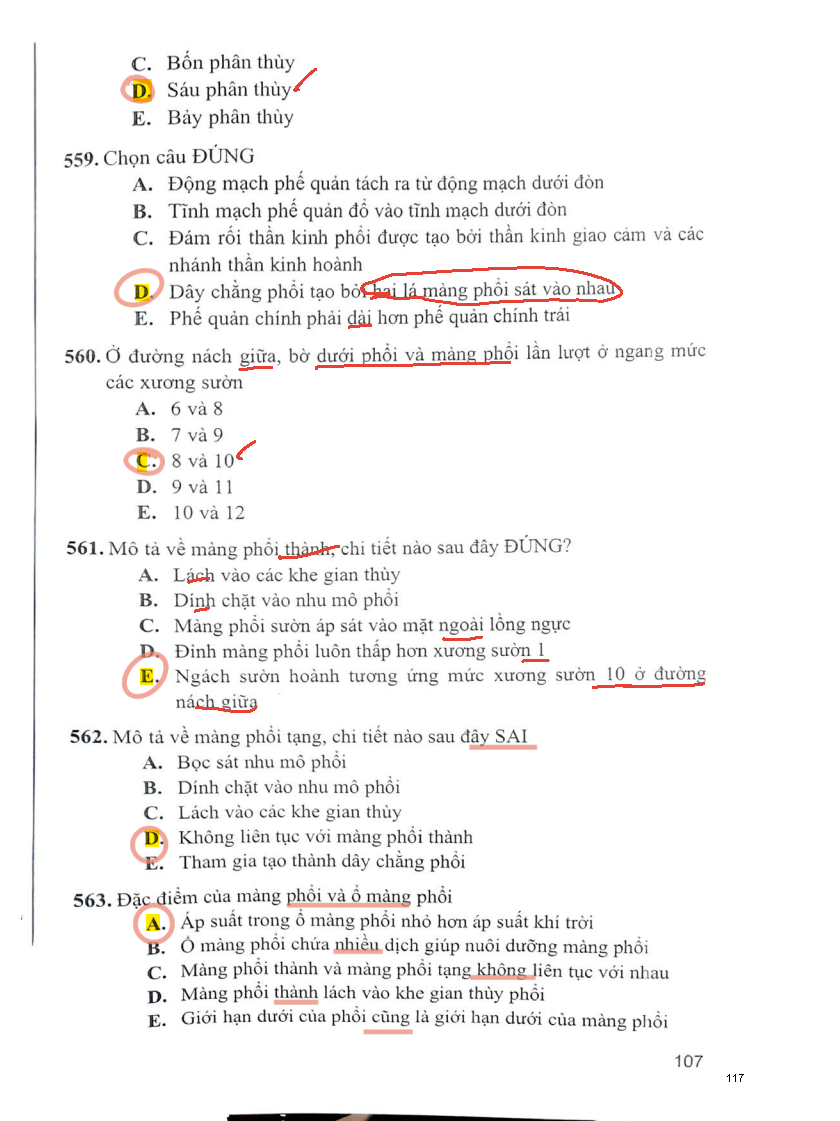 C. Bốn phân thùy
D. Sáu phân thùy
E. Bảy phân thùy
559. Chọn câu ĐÚNG
A. Động mạch phế quản tách ra từ động mạch dưới đòn
B. Tĩnh mạch phế quản đổ vào tĩnh mạch dưới đòn
C. Đám rối thần kinh phổi được tạo bởi thần kinh giao cảm và các
nhánh thần kinh hoành
D. Dây chằng phổi tạo bởi hai lá màng phổi sát vào nhau
E. Phế quản chính phải dài hơn phế quản chính trái
560. Ở đường nách giữa, bờ dưới phổi và màng phổi lần lượt ở ngang mức
các xương sườn
A. 6 và 8
B. 7 và 9
C. 8 và 10
D. 9 và 11
E. 10 và 12
561. Mô tả về màng phổi thành, chi tiết nào sau đây ĐÚNG?
A. Lách vào các khe gian thùy
B. Dính chặt vào nhu mô phổi
C. Màng phổi sườn áp sát vào mặt ngoài lồng ngực
D. Đỉnh màng phổi luôn thấp hơn xương sườn 1
E. Ngách sườn hoành tương ứng mức xương sườn 10 ở đường
nách giữa
562. Mô tả về màng phổi tạng, chi tiết nào sau đây SAI
A. Bọc sát nhu mô phổi
B. Dính chặt vào nhu mô phổi
C. Lách vào các khe gian thùy
D. Không liên tục với màng phổi thành
E. Tham gia tạo thành dây chằng phổi
563. Đặc điểm của màng phổi và ổ màng phổi
A. Áp suất trong ổ màng phổi nhỏ hơn áp suất khí trời
B. Ổ màng phổi chứa nhiều dịch giúp nuôi dưỡng màng phổi
C. Màng phổi thành và màng phổi tạng không liên tục với nhau
D. Màng phổi thành lách vào khe gian thùy phổi
E. Giới hạn dưới của phổi cũng là giới hạn dưới của màng phổi
107
117